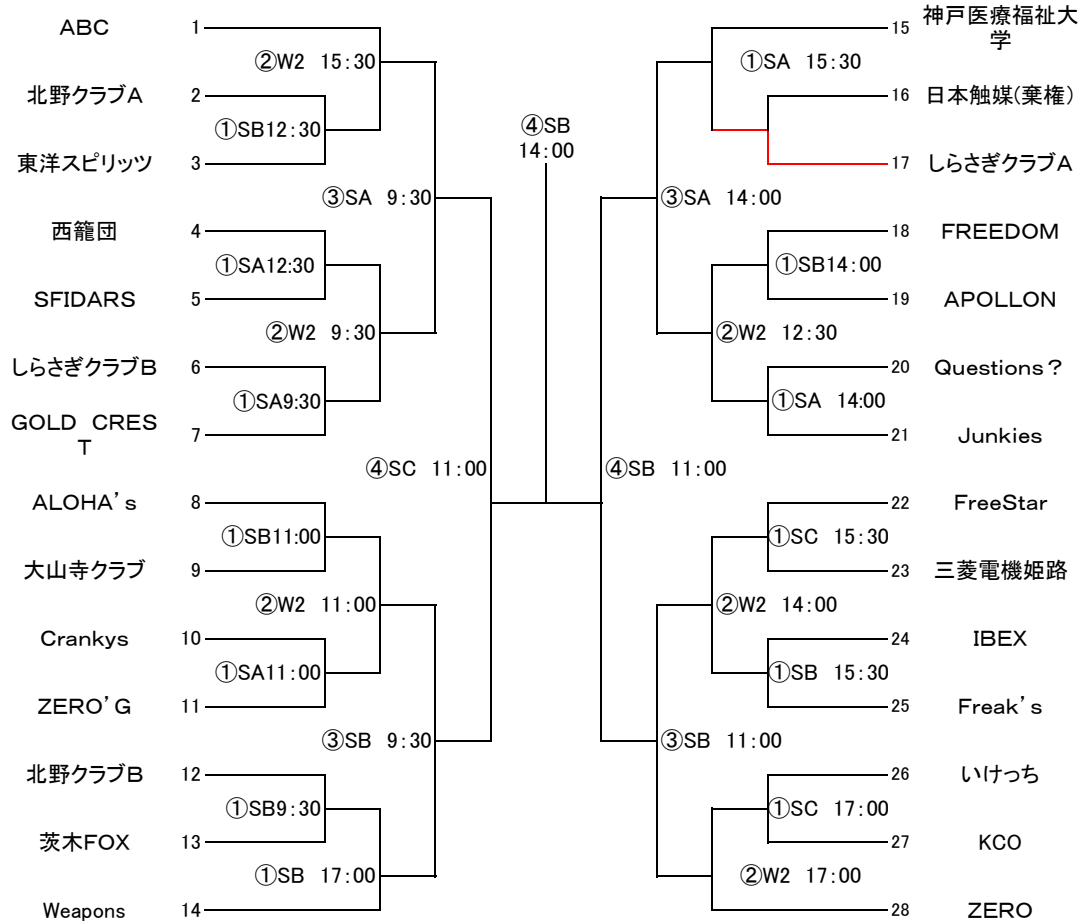 ABC 1
②W2 15:30
北野クラブA 2
①SB12:30
東洋スピリッツ 3
③SA 9:30
西籠団 4
①SA12:30
SFIDARS 5
②W2 9:30
しらさぎクラブB 6
①SA9:30
GOLD CRES
T
7
④SC 11:00
ALOHA's 8
①SB11:00
大山寺クラブ 9
②W2 11:00
Crankys 10
①SA11:00
ZERO'G 11
③SB 9:30
北野クラブB 12
①SB9:30
茨木FOX 13
①SB 17:00
Weapons 14
④SB
14:00
15 神戸医療福祉大
学
①SA 15:30
16 日本触媒(棄権)
17 しらさぎクラブA
③SA 14:00
18 FREEDOM
①SB14:00
19 APOLLON
②W2 12:30
20 Questions?
①SA 14:00
21 Junkies
④SB 11:00
22 FreeStar
①SC 15:30
23 三菱電機姫路
②W2 14:00
24 IBEX
①SB 15:30
25 Freak's
③SB 11:00
26 いけっち
①SC 17:00
27 KCO
②W2 17:00
28 ZERO